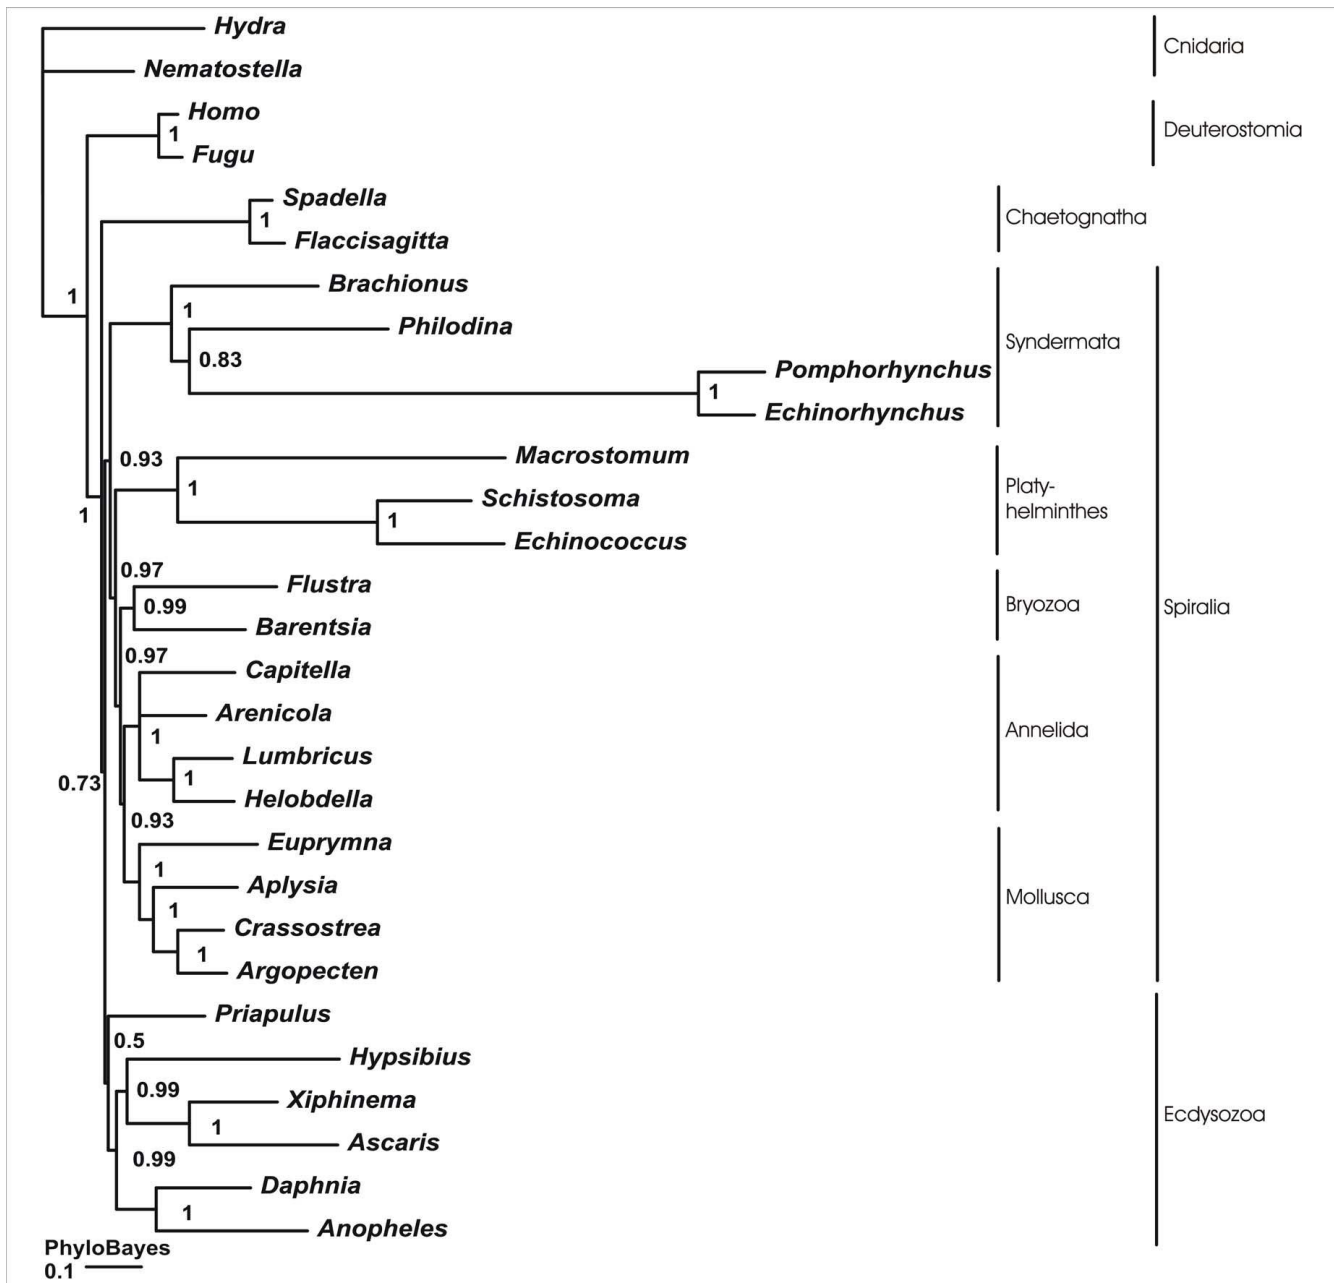 Hydra
Cnidaria
Nematostella
Homo
1
Deuterostomia
Fugu
Spadella
1
Chaetognatha
Flaccisagitta
Brachionus
1
1
Philodina
Syndermata
0.83
Pomphorhynchus
1
Echinorhynchus
0.93
Macrostomum
1
Platy-
helminthes
Schistosoma
1
1
Echinococcus
0.97
Flustra
0.99
Bryozoa
Spiralia
Barentsia
0.97
Capitella
Arenicola
1
Annelida
Lumbricus
1
0.73
Helobdella
0.93
Euprymna
1
Aplysia
Mollusca
1
Crassostrea
1
Argopecten
Priapulus
0.5
Hypsibius
0.99
Xiphinema
Ecdysozoa
1
Ascaris
0.99
Daphnia
1
Anopheles
PhyloBayes
0.1